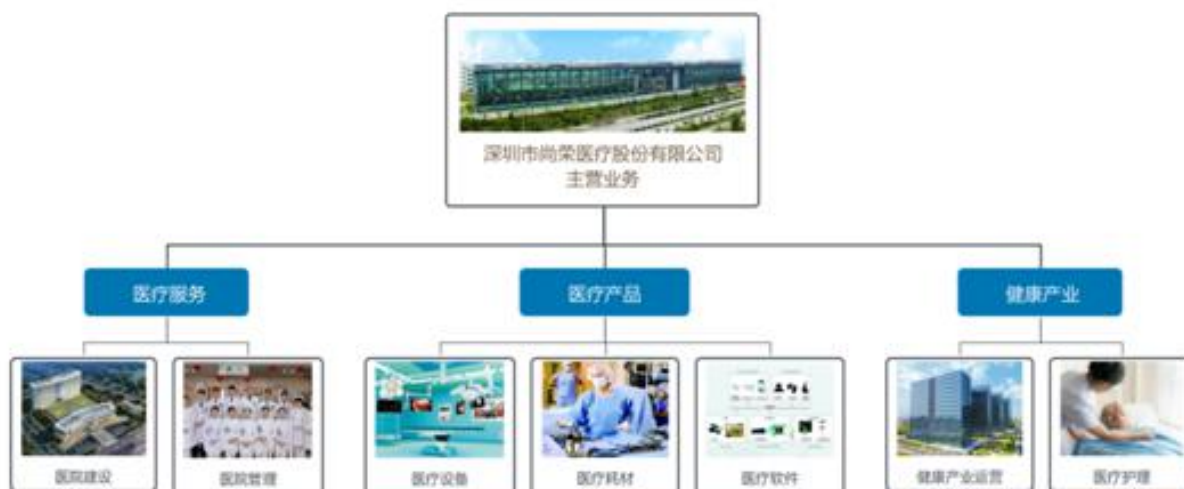 深圳市尚荣医疗股份有限公司
主营业务
医疗服务
医疗产品
健康产业
医院建设
医院管理
医疗设备
医疗耗材
医疗软件
健康产业运营
医疗护理